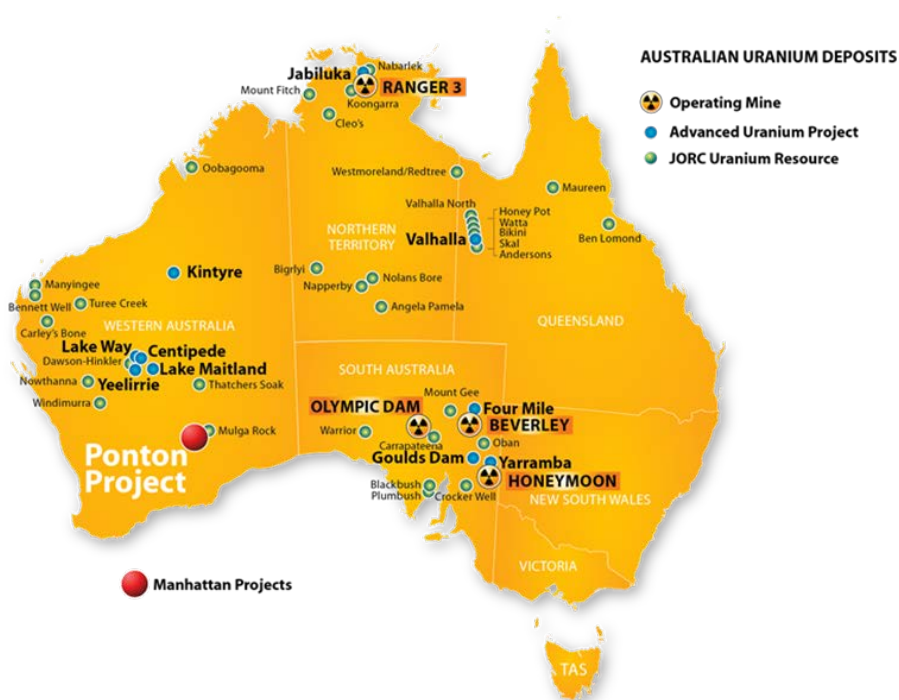 AUSTRALIAN URANIUM DEPOSITS
Operating Mine
Advanced Uranium Project
JORC Uranium Resource
Nabarlek
Jabiluka
RANGER 3
Mount Fitch
Koongarra
Cleo's
Oobagooma
Westmoreland/Redtree
Maureen
Valhalla North
Honey Pot
Watta
Bikini
Skal
Andersons
NORTHERN
TERRITORY
Valhalla
Ben Lomond
Kintyre
Bigrlyi
Nolans Bore
Napperby
Manyingee
Bennett Well
Turee Creek
Angela Pamela
Carley's Bone
WESTERN AUSTRALIA
QUEENSLAND
Lake Way
Centipede
Dawson-Hinkler
Lake Maitland
Nowthanna
Yeelirrie
Thatchers Soak
Windimurra
SOUTH AUSTRALIA
Mount Gee
OLYMPIC DAM
Four Mile
BEVERLEY
Mulga Rock
Warrior
Carrapateena
Oban
Ponton
Project
Goulds Dam
Yarramba
HONEYMOON
Blackbush
Plumbush
Crocker Well
NEW SOUTH WALES
VICTORIA
Manhattan Projects
TAS